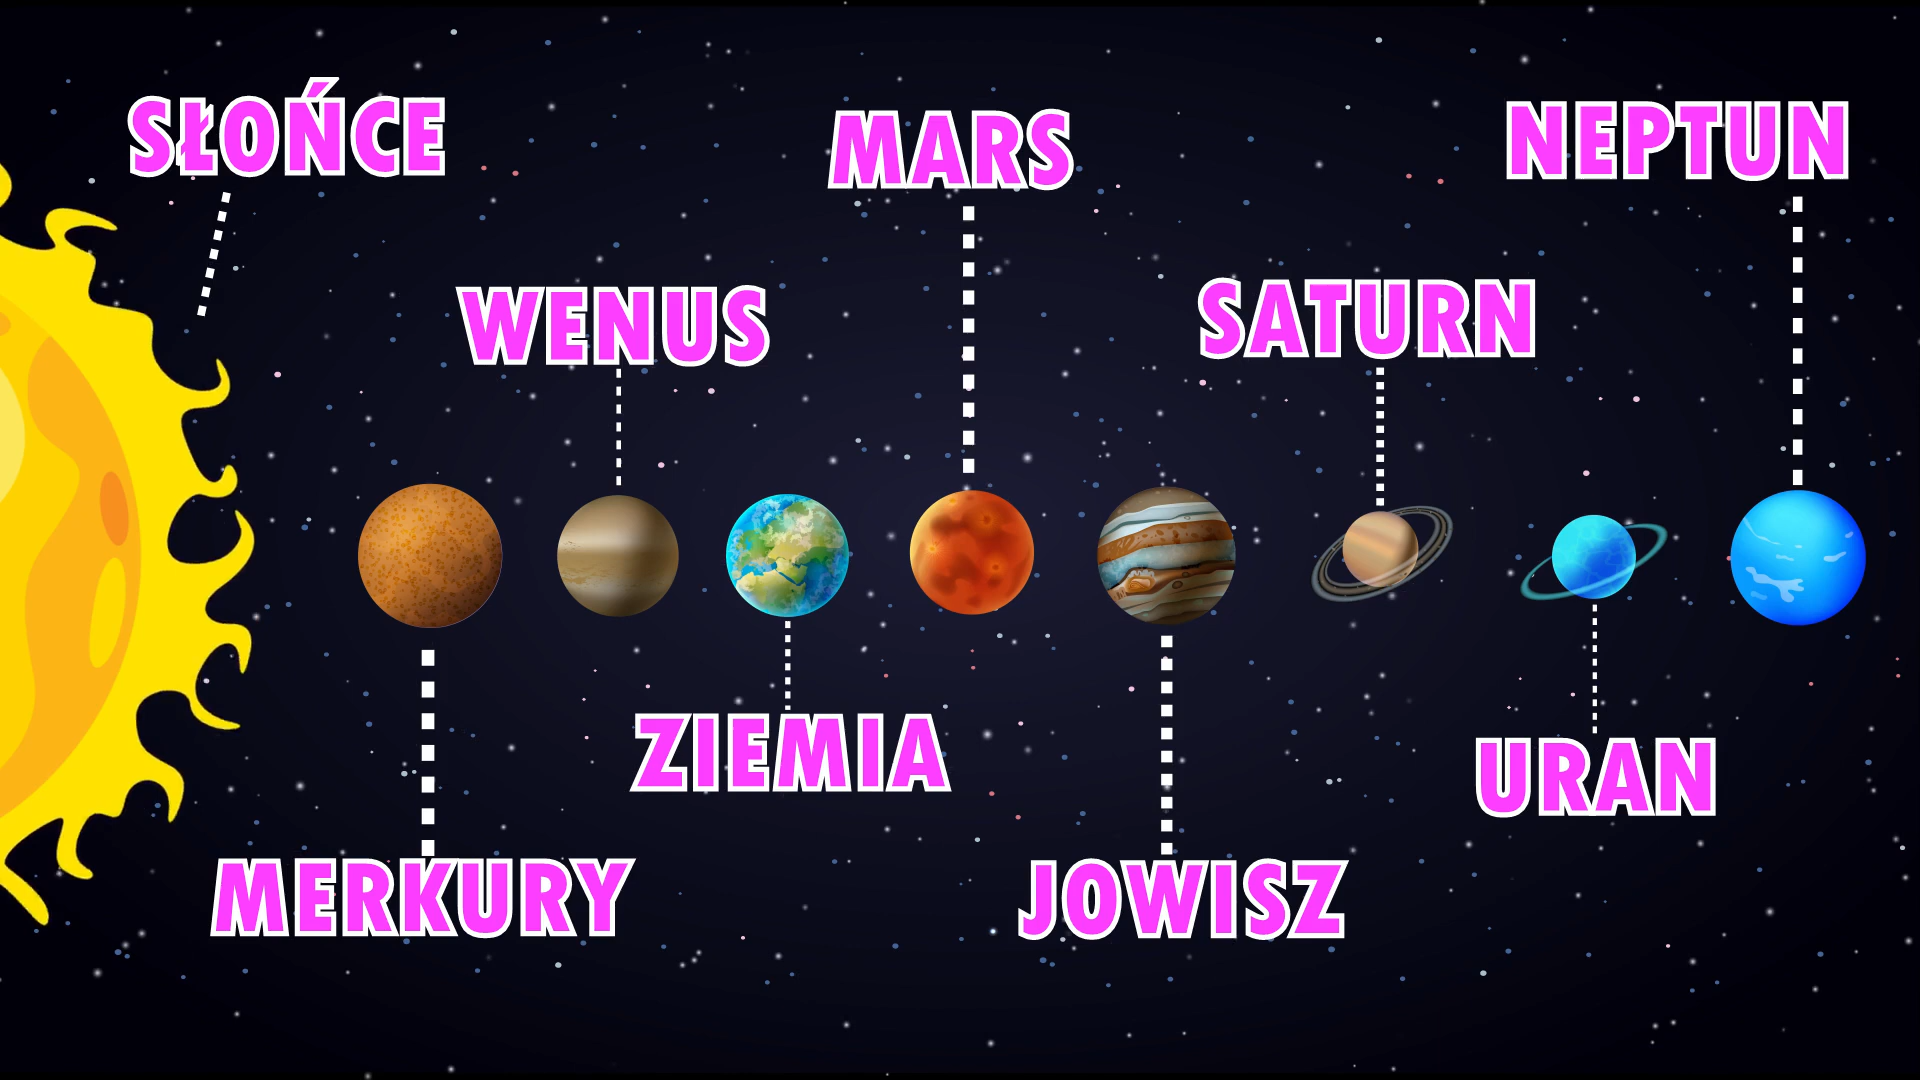 SŁOŃCE
MARS
NEPTUN
WENUS
SATURN
ZIEMIA
URAN
MERKURY
JOWISZ